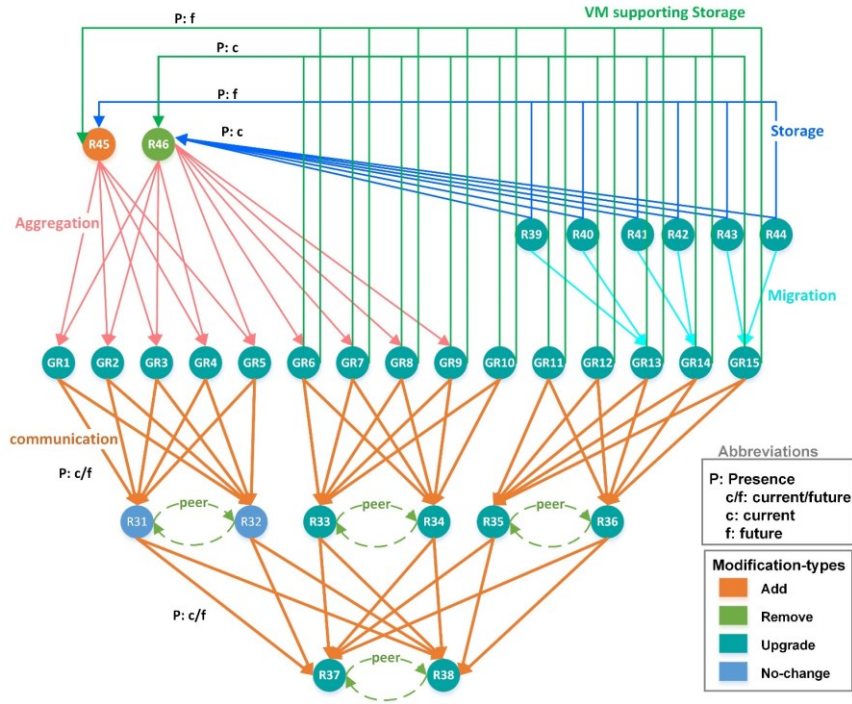 P: f
VM supporting Storage
P: c
P: f
P: c
Storage
R45
R46
Aggregation
R39
R40
R41
R42
R43
R44
Migration
GR1
GR2
GR3
GR4
GR5
GR6
GR7
GR8
GR9
GR10
GR11
GR12
GR13
GR14
GR15
communication
P: c/f
Abbreviations
P: Presence
c/f: current/future
c: current
f: future
peer
peer
peer
R31
R32
R33
R34
R35
R36
Modification-types
Add
Remove
Upgrade
No-change
P: c/f
peer
R37
R38